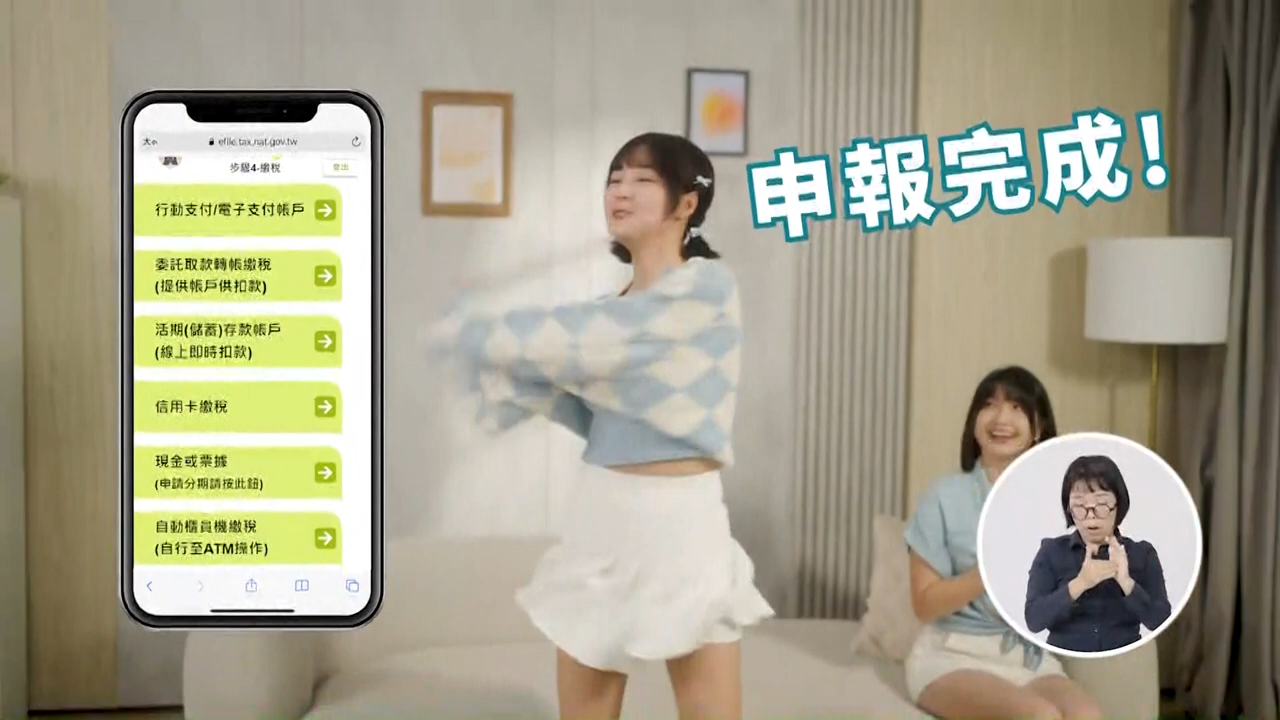 大小
efile.tax.nat.gov.tw
步驟4-繳稅
登出
行動支付/電子支付帳戶
委託取款轉帳繳稅
(提供帳戶供扣款)
活期(儲蓄)存款帳戶
(線上即時扣款)
信用卡繳稅
現金或票據
(申請分期請按此鈕)
自動櫃員機繳稅
(自行至ATM操作)
申報完成!